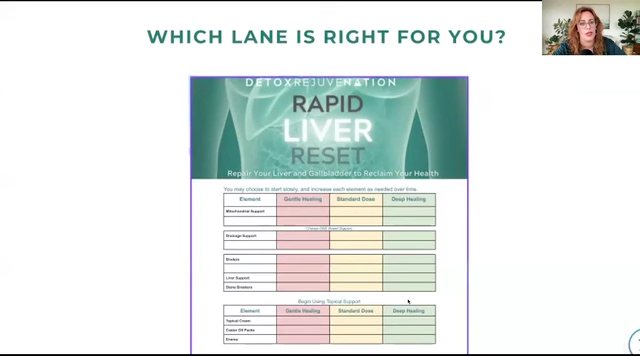 WHICH LANE IS RIGHT FOR YOU?
DETOXREJUVENATION
RAPID
LIVER
RESET
Repair Your Liver and Gallbladder to Reclaim Your Health
You may choose to start slowly, and increase each element as needed over time.
Element Gentle Healing Standard Dose Deep Healing
Mitochondrial Support
Drainage Support
Binders
Liver Support
Stone Breakers
Begin Using Topical Support
Element Gentle Healing Standard Dose Deep Healing
Topical Cream
Castor Oil Packs
Enema